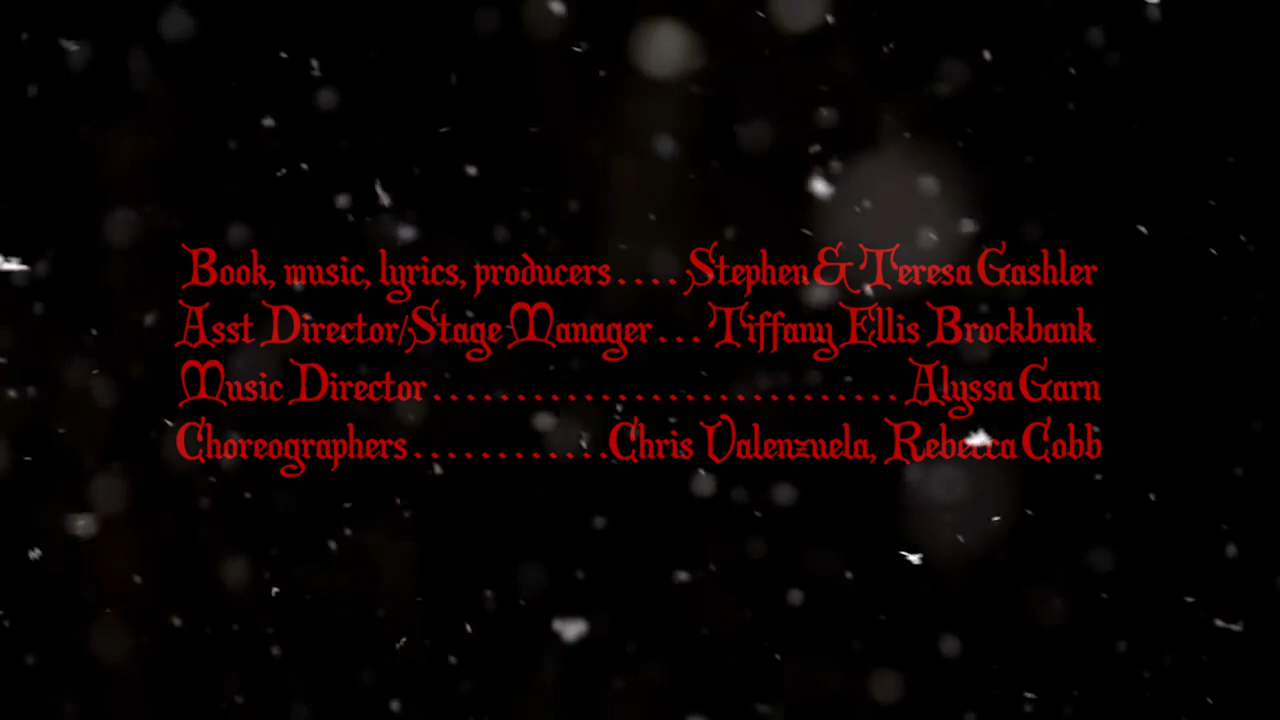 Book, music, lyrics, producers....Stephen & Teresa Gashler
Asst Director/Stage Manager...Tiffany Ellis Brockbank
Music Director............................Alyssa Garn
Choreographers............Chris Valenzuela, Rebecca Cobb